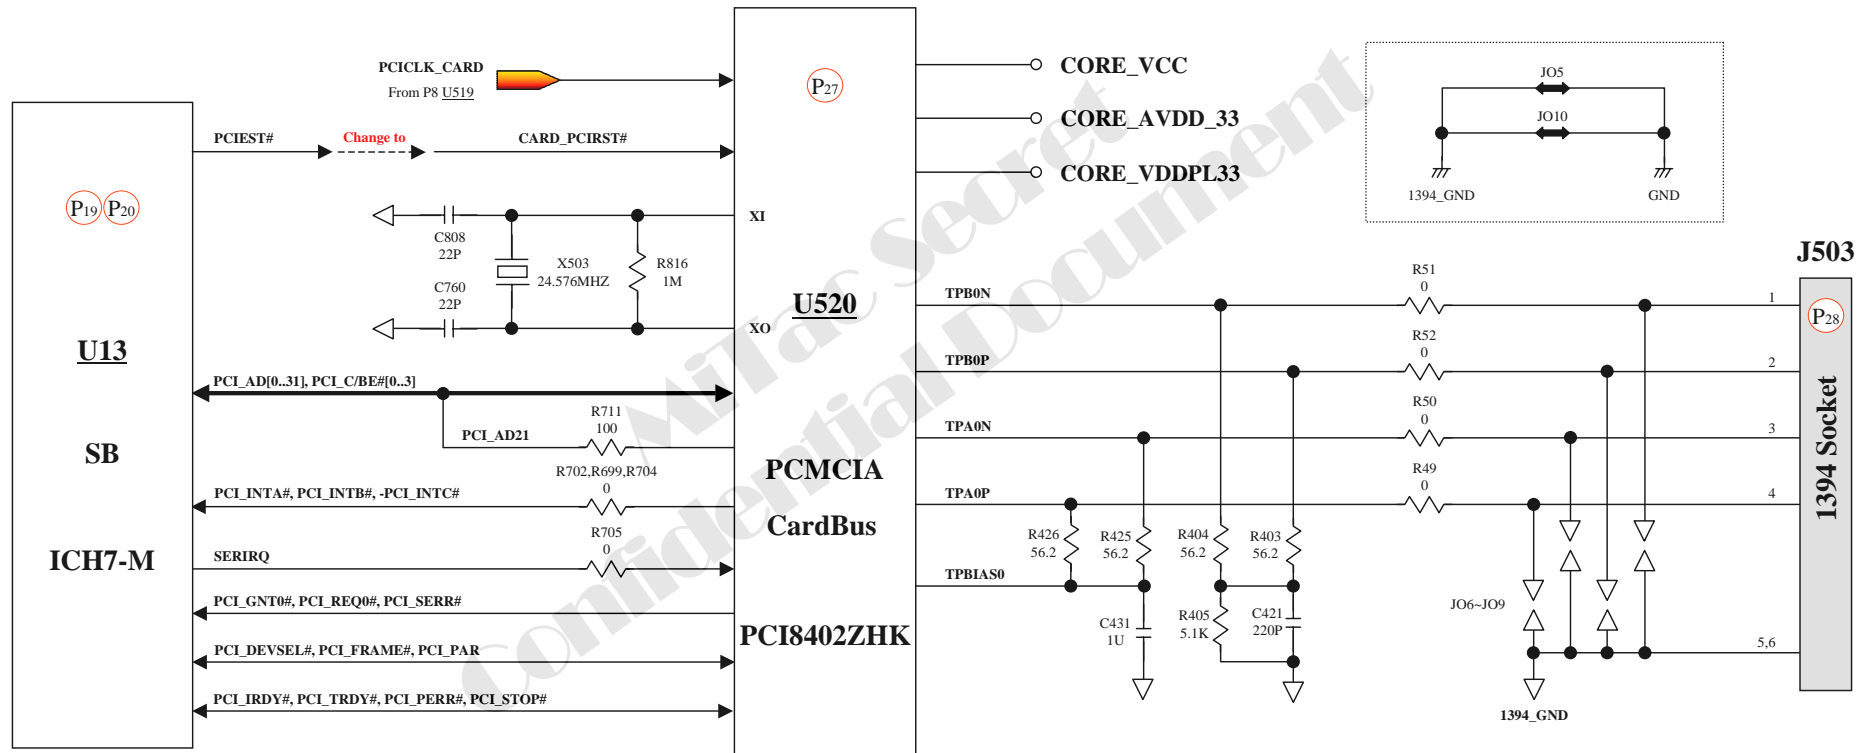 PCICLK_CARD
From P8 U519
PCIEST#
Change to
CARD_PCIRST#
P19
P20
U13
SB
ICH7-M
C808
22P
C760
22P
X503
24.576MHZ
R816
1M
XI
XO
PCI_AD[0..31], PCI_C/BE#[0..3]
R711
100
PCI_AD21
R702,R699,R704
0
PCI_INTA#, PCI_INTB#, -PCI_INTC#
R705
0
SERIRQ
PCI_GNT0#, PCI_REQ0#, PCI_SERR#
PCI_DEVSEL#, PCI_FRAME#, PCI_PAR
PCI_IRDY#, PCI_TRDY#, PCI_PERR#, PCI_STOP#
P27
U520
PCMCIA
CardBus
PCI8402ZHK
CORE_VCC
CORE_AVDD_33
CORE_VDDPL33
JO5
JO10
1394_GND
GND
TPB0N
TPB0P
TPA0N
TPA0P
TPBIAS0
R51
0
R52
0
R50
0
R49
0
R426
56.2
R425
56.2
R404
56.2
R403
56.2
C431
1U
R405
5.1K
C421
220P
JO6~JO9
1394_GND
1
2
3
4
5,6
J503
P28
1394 Socket
MiTac Secret
Confidential Document